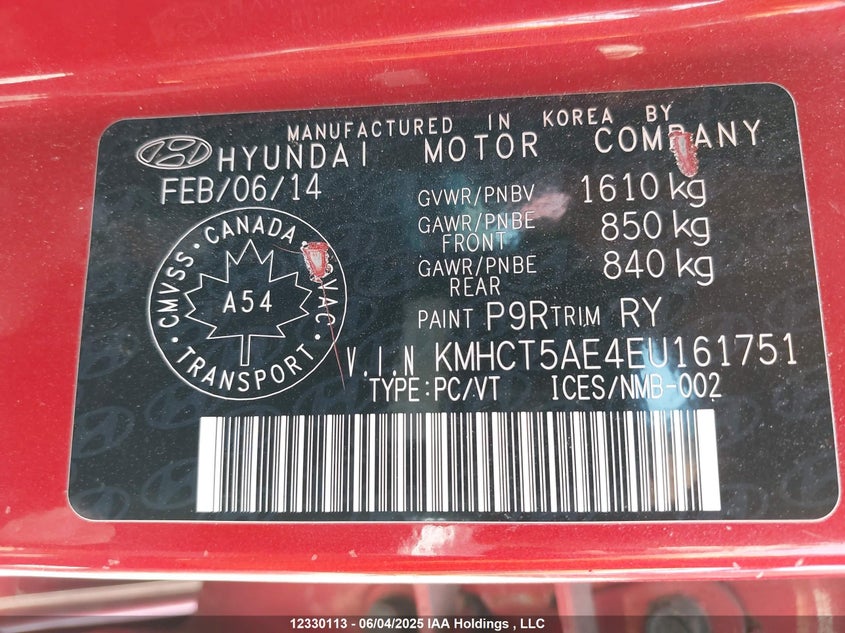 MANUFACTURED IN KOREA BY
HYUNDAI MOTOR COMPANY
FEB/06/14
GVWR/PNBV 1610 kg
GAWR/PNBE FRONT 850 kg
GAWR/PNBE REAR 840 kg
CMVSS · CANADA · NSVAC · TRANSPORT ·
A54
PAINT P9R TRIM RY
V.I.N KMHCT5AE4EU161751
TYPE:PC/VT ICES/NMB-002
12330113 - 06/04/2025 IAA Holdings , LLC